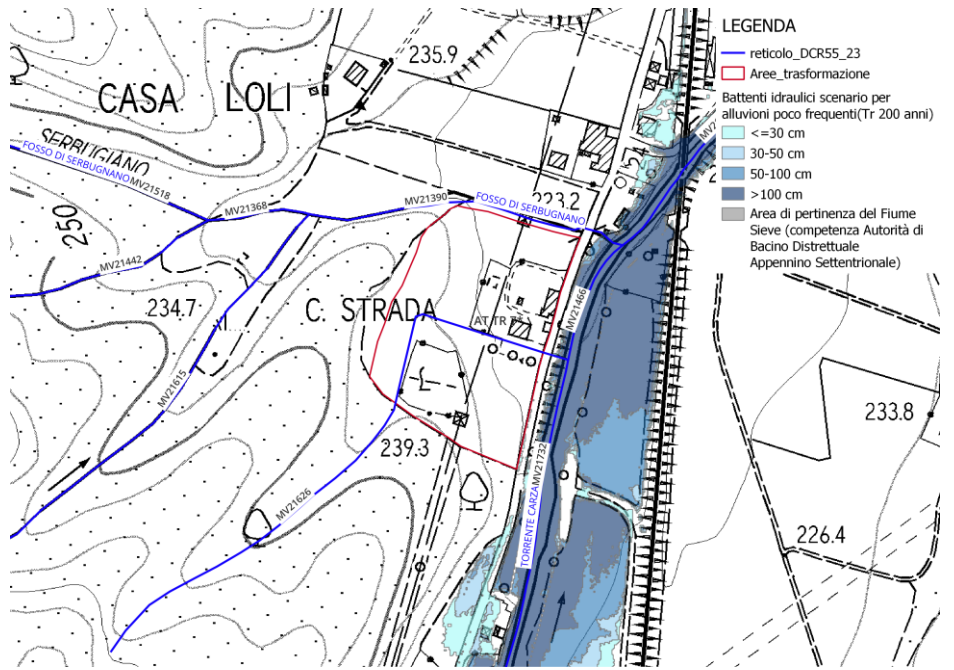 LEGENDA
reticolo_DCR55_23
Aree_trasformazione
Battenti idraulici scenario per
alluvioni poco frequenti(Tr 200 anni)
<=30 cm
30-50 cm
50-100 cm
>100 cm
Area di pertinenza del Fiume
Sieve (competenza Autorità di
Bacino Distrettuale
Appennino Settentrionale)
235.9
CASA LOLI
SERBUGIANO
FOSSO DI SERBUGNANO
MV21518
MV21368
MV21390
FOSSO DI SERBUGNANO
223.2
250
MV21442
234.7
C. STRADA
AT TR
MV21466
MV21615
239.3
233.8
MV21626
TORRENTE CARZA
MV21732
226.4